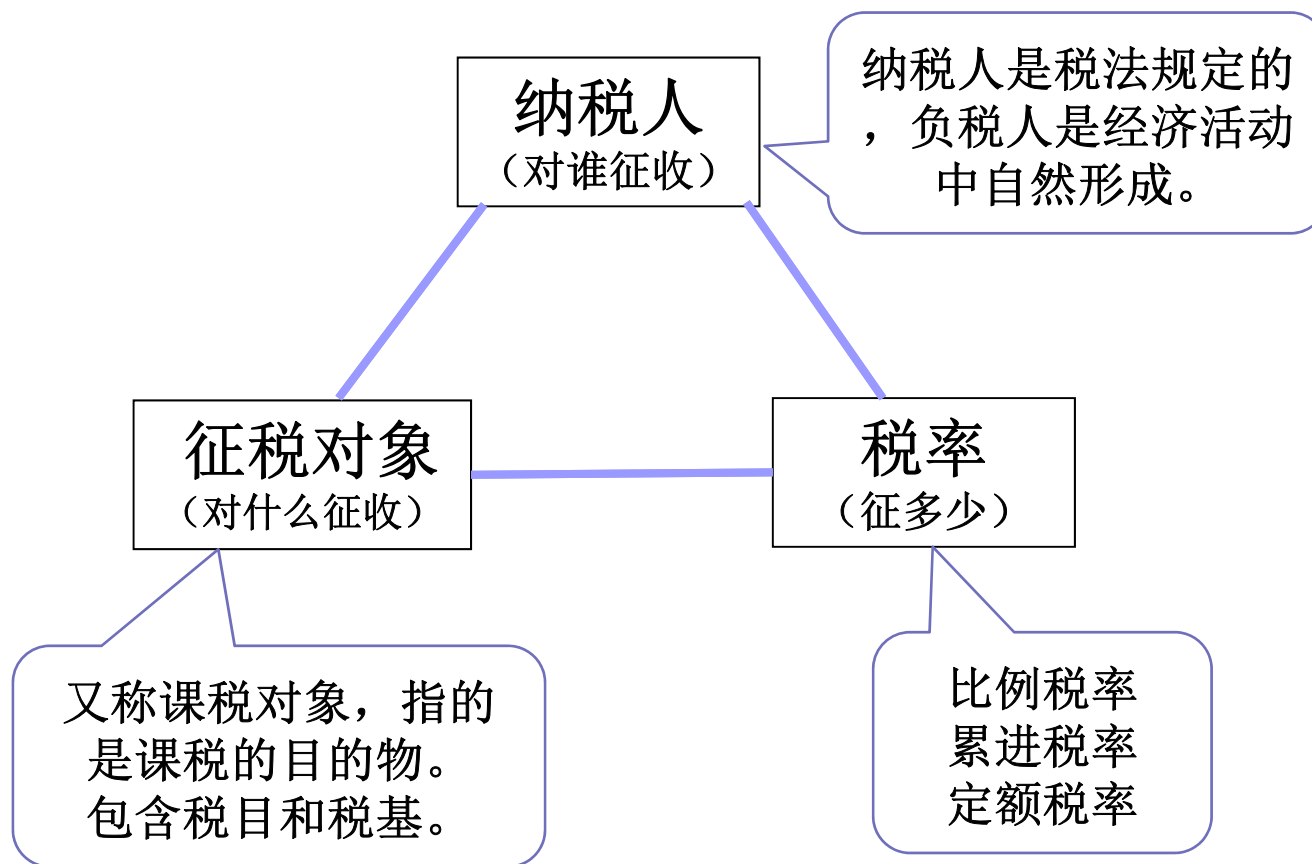 纳税人
（对谁征收）
纳税人是税法规定的
，负税人是经济活动
中自然形成。
征税对象
（对什么征收）
税率
（征多少）
又称课税对象，指的
是课税的目的物。
包含税目和税基。
比例税率
累进税率
定额税率